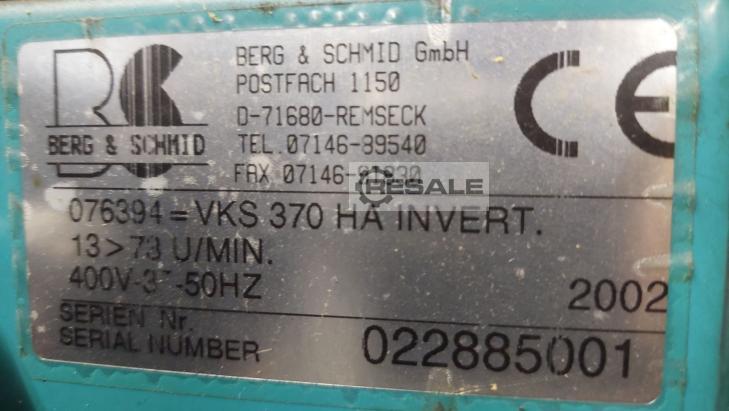 BERG & SCHMID GmbH
POSTFACH 1150
D-71680-REMSECK
TEL. 07146-89540
FAX
BERG & SCHMID
CE
RESALE
076394 = VKS 370 HA INVERT.
13 > 73 U/MIN.
400V-3~-50HZ
2002
SERIEN Nr.
SERIAL NUMBER
022885001